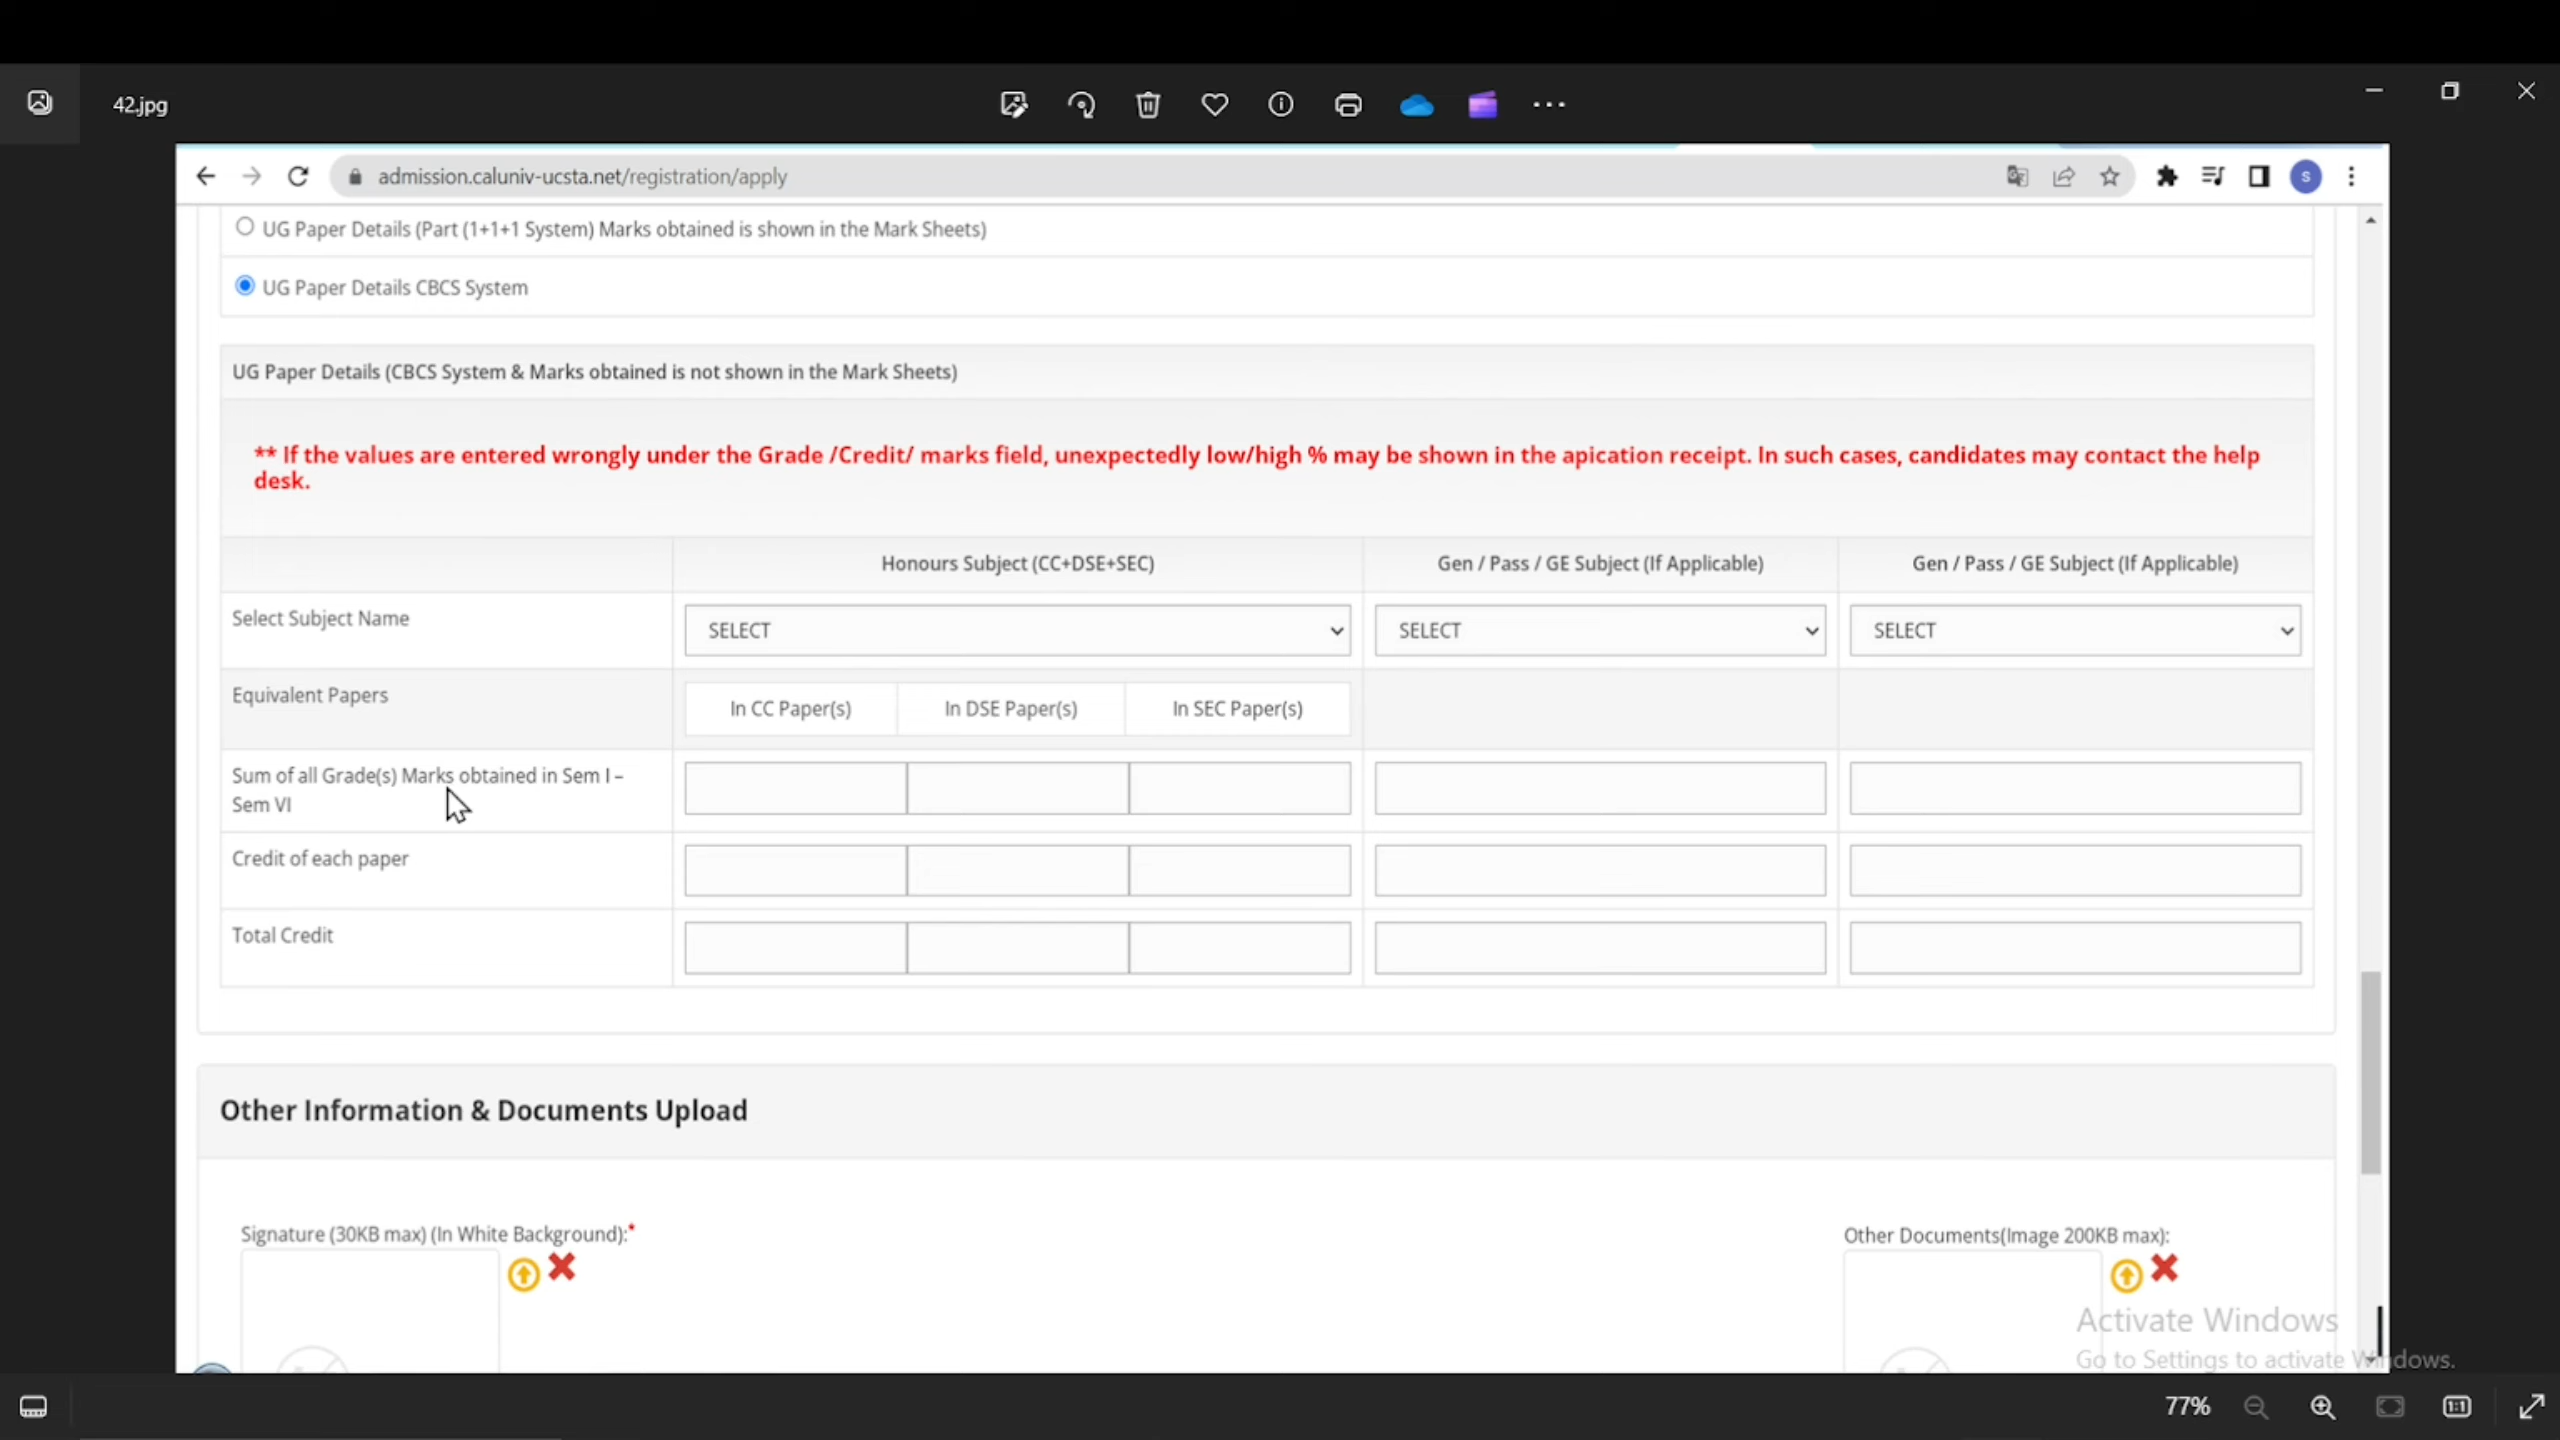 42.jpg
admission.caluniv-ucsta.net/registration/apply
S
UG Paper Details (Part (1+1+1 System) Marks obtained is shown in the Mark Sheets)
UG Paper Details CBCS System
UG Paper Details (CBCS System & Marks obtained is not shown in the Mark Sheets)
** If the values are entered wrongly under the Grade /Credit/ marks field, unexpectedly low/high % may be shown in the apication receipt. In such cases, candidates may contact the help
desk.
Honours Subject (CC+DSE+SEC) Gen / Pass / GE Subject (If Applicable) Gen / Pass / GE Subject (If Applicable)
Select Subject Name SELECT SELECT SELECT
Equivalent Papers In CC Paper(s) In DSE Paper(s) In SEC Paper(s)
Sum of all Grade(s) Marks obtained in Sem I –
Sem VI
Credit of each paper
Total Credit
Other Information & Documents Upload
Signature (30KB max) (In White Background):* Other Documents(Image 200KB max):
Activate Windows
Go to Settings to activate Windows.
77% 1:1